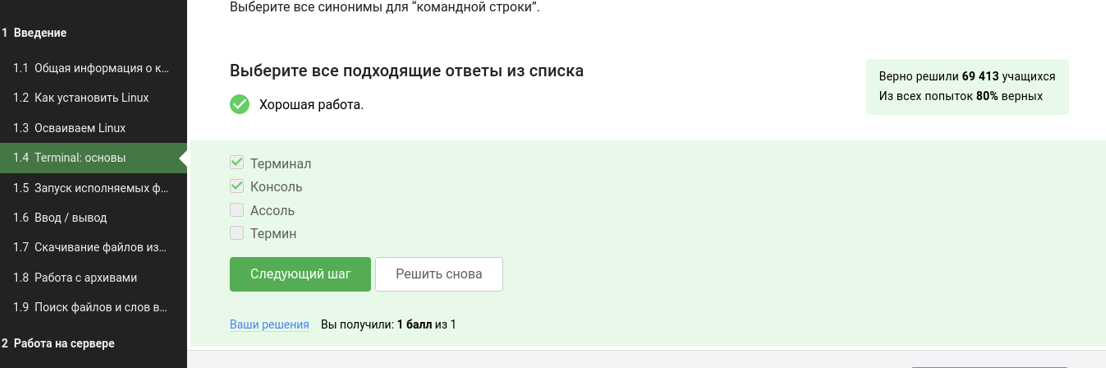 Выберите все синонимы для “командной строки”.
1 Введение
1.1 Общая информация о к...
1.2 Как установить Linux
1.3 Осваиваем Linux
1.4 Terminal: основы
1.5 Запуск исполняемых ф...
1.6 Ввод / вывод
1.7 Скачивание файлов из...
1.8 Работа с архивами
1.9 Поиск файлов и слов в...
2 Работа на сервере
Выберите все подходящие ответы из списка
Хорошая работа.
Верно решили 69 413 учащихся
Из всех попыток 80% верных
Терминал
Консоль
Ассоль
Термин
Следующий шаг
Решить снова
Ваши решения Вы получили: 1 балл из 1